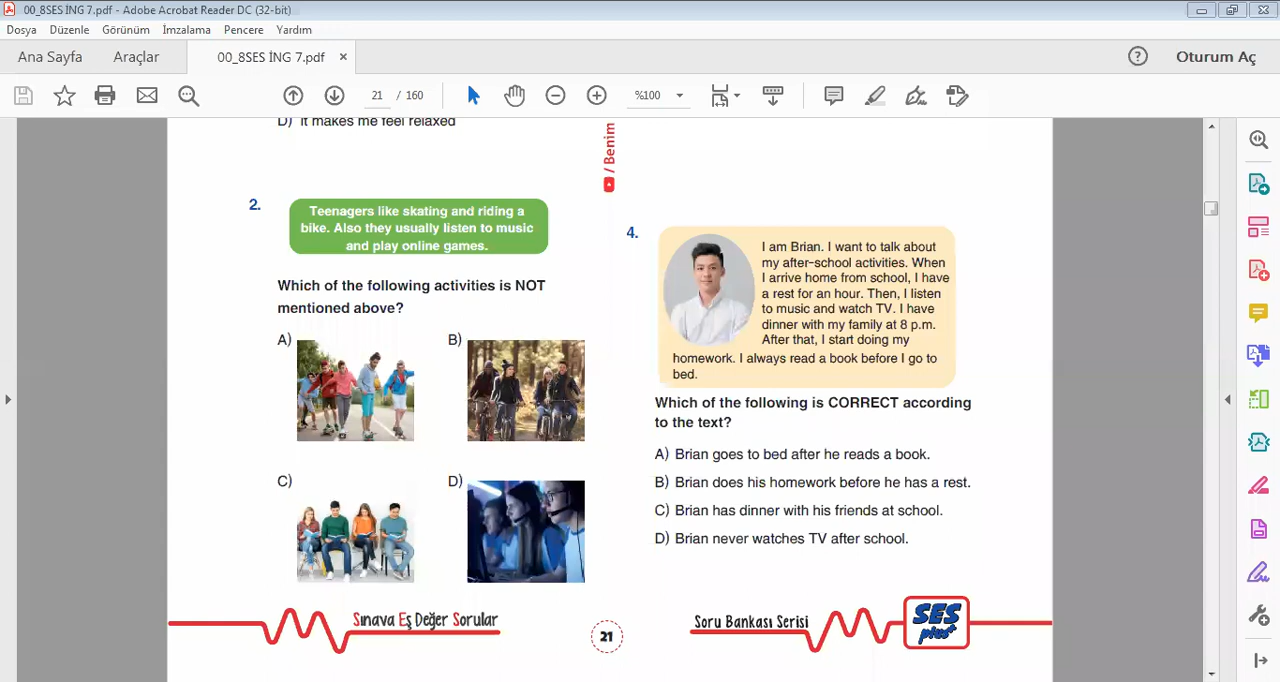 00_8SES İNG 7.pdf - Adobe Acrobat Reader DC (32-bit)
Dosya Düzenle Görünüm İmzalama Pencere Yardım
Ana Sayfa Araçlar 00_8SES İNG 7.pdf × ? Oturum Aç
21 / 160 %100
D) It makes me feel relaxed
/ Benim
2.
Teenagers like skating and riding a
bike. Also they usually listen to music
and play online games.
Which of the following activities is NOT
mentioned above?
A)
B)
C)
D)
4.
I am Brian. I want to talk about
my after-school activities. When
I arrive home from school, I have
a rest for an hour. Then, I listen
to music and watch TV. I have
dinner with my family at 8 p.m.
After that, I start doing my
homework. I always read a book before I go to
bed.
Which of the following is CORRECT according
to the text?
A) Brian goes to bed after he reads a book.
B) Brian does his homework before he has a rest.
C) Brian has dinner with his friends at school.
D) Brian never watches TV after school.
Sınava Eş Değer Sorular
21
Soru Bankası Serisi
SES
plus+